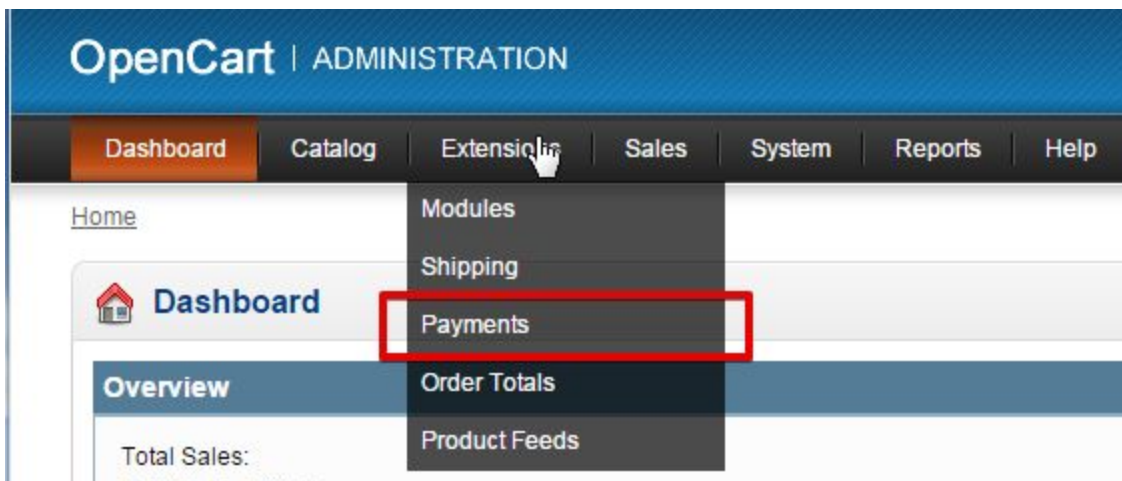 OpenCart | ADMINISTRATION
Dashboard Catalog Extensions Sales System Reports Help
Home
Modules
Shipping
Dashboard
Payments
Overview
Order Totals
Product Feeds
Total Sales: